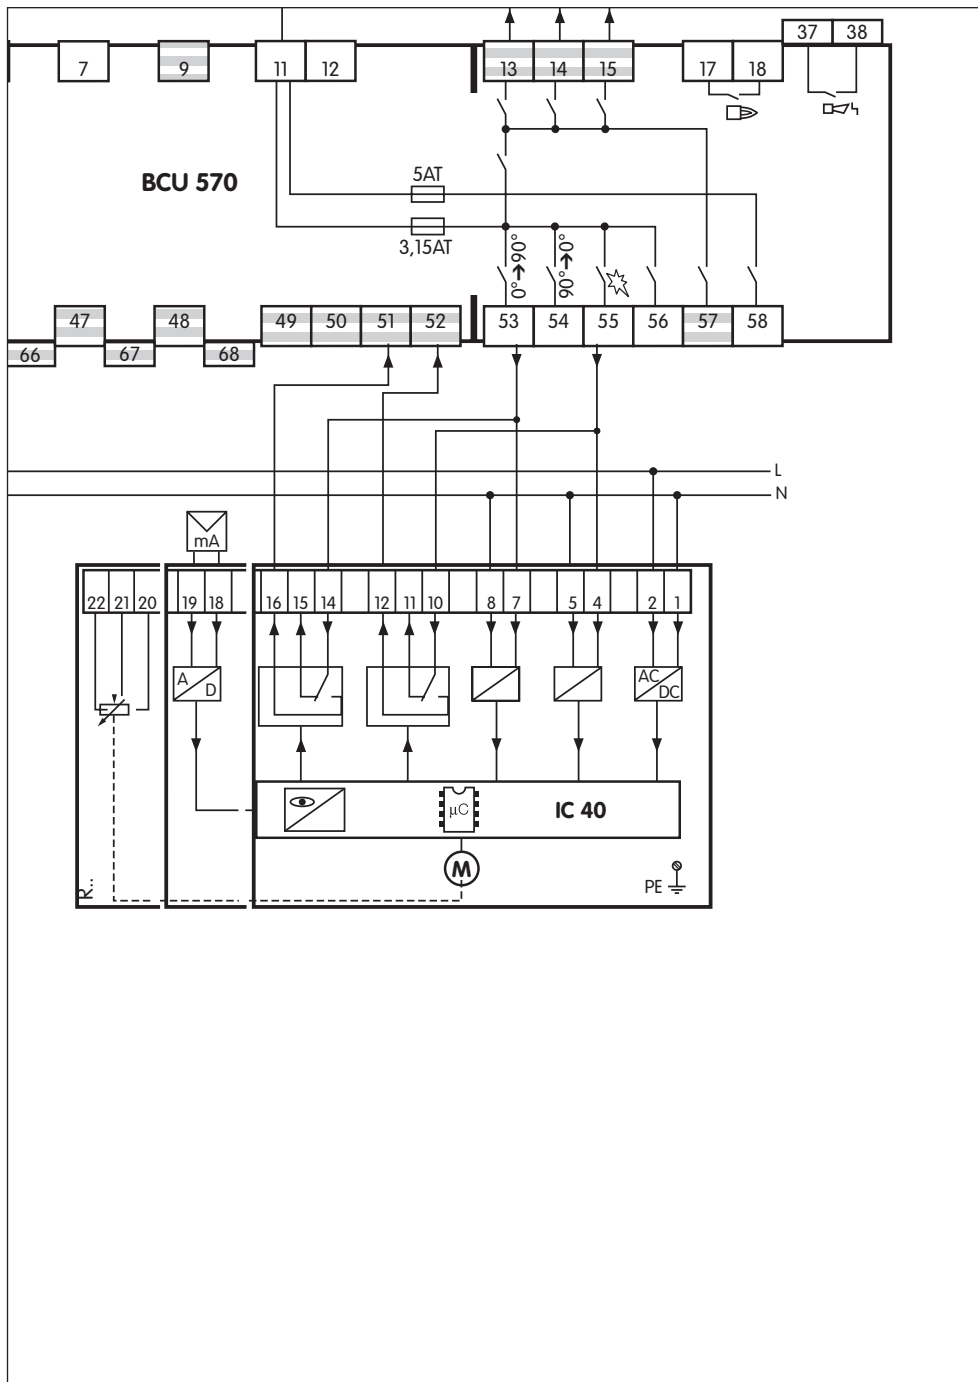 37 38
7 9 11 12 13 14 15 17 18
BCU 570
5AT
3,15AT
0°➔90°
90°➔0°
47 48 49 50 51 52 53 54 55 56 57 58
66 67 68
L
N
mA
22 21 20 19 18 16 15 14 12 11 10 8 7 5 4 2 1
A
D
AC
DC
µC
IC 40
M
PE
R...